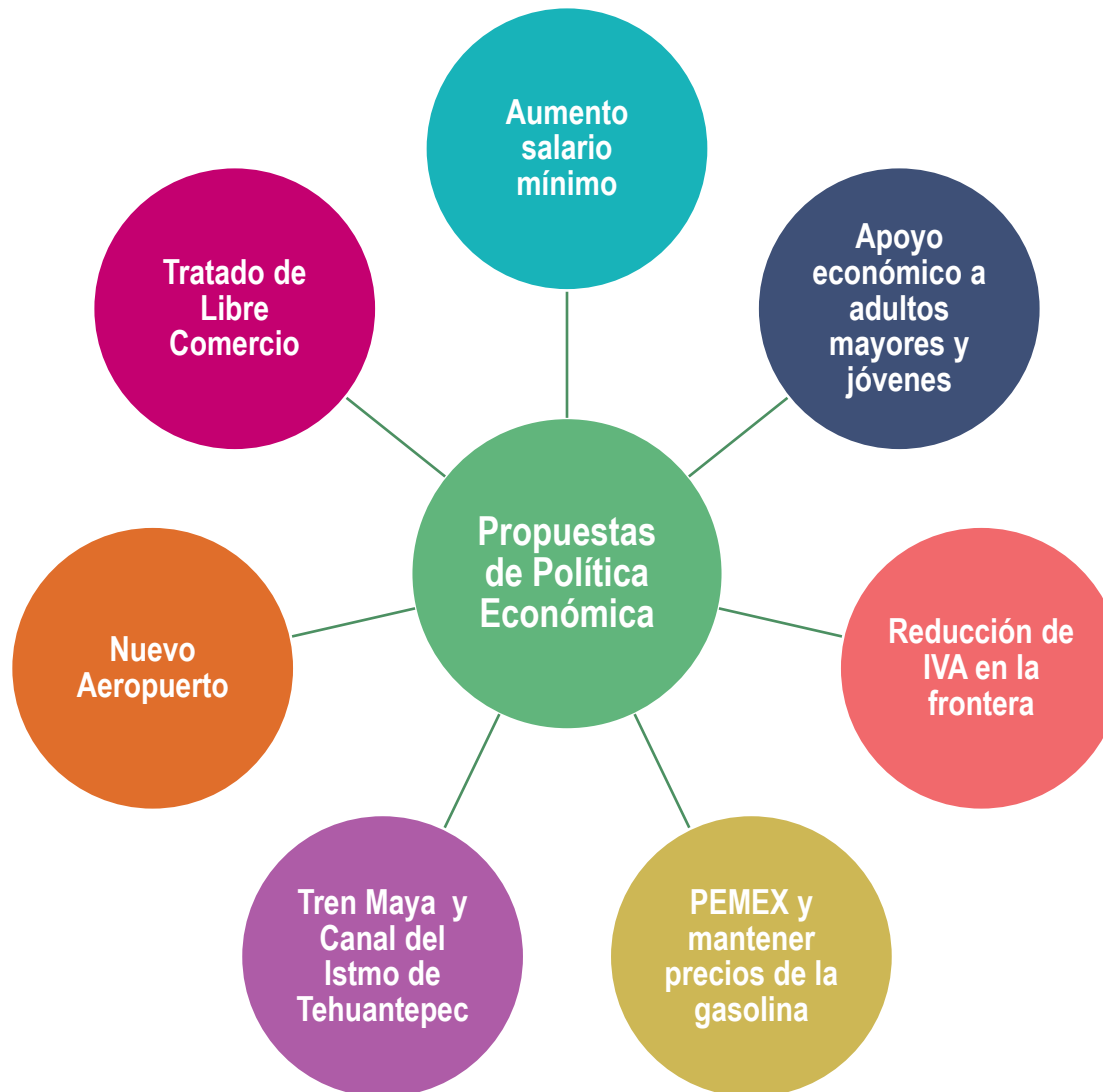 Aumento
salario
mínimo
Apoyo
económico a
adultos
mayores y
jóvenes
Reducción de
IVA en la
frontera
PEMEX y
mantener
precios de la
gasolina
Tren Maya y
Canal del
Istmo de
Tehuantepec
Nuevo
Aeropuerto
Tratado de
Libre
Comercio
Propuestas
de Política
Económica